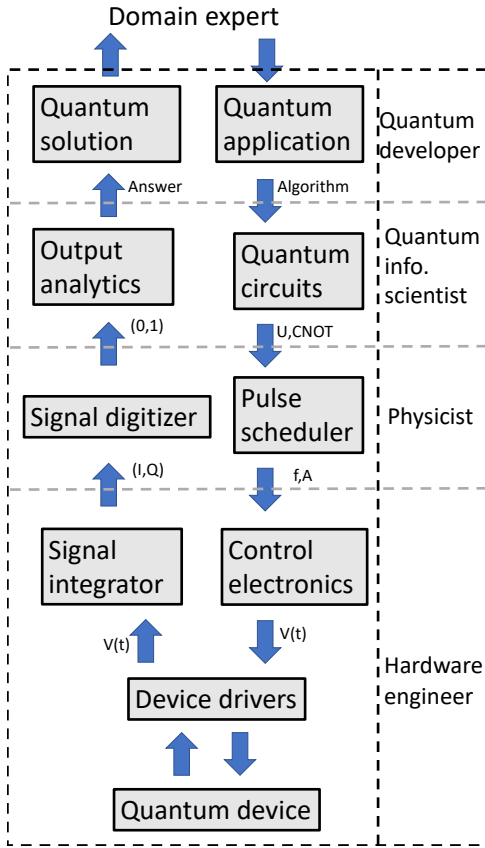 Domain expert
Quantum
solution
Quantum
application
Quantum
developer
Answer
Algorithm
Output
analytics
Quantum
circuits
Quantum
info.
scientist
(0,1)
U,CNOT
Signal digitizer
Pulse
scheduler
Physicist
(I,Q)
f,A
Signal
integrator
Control
electronics
V(t)
V(t)
Hardware
engineer
Device drivers
Quantum device